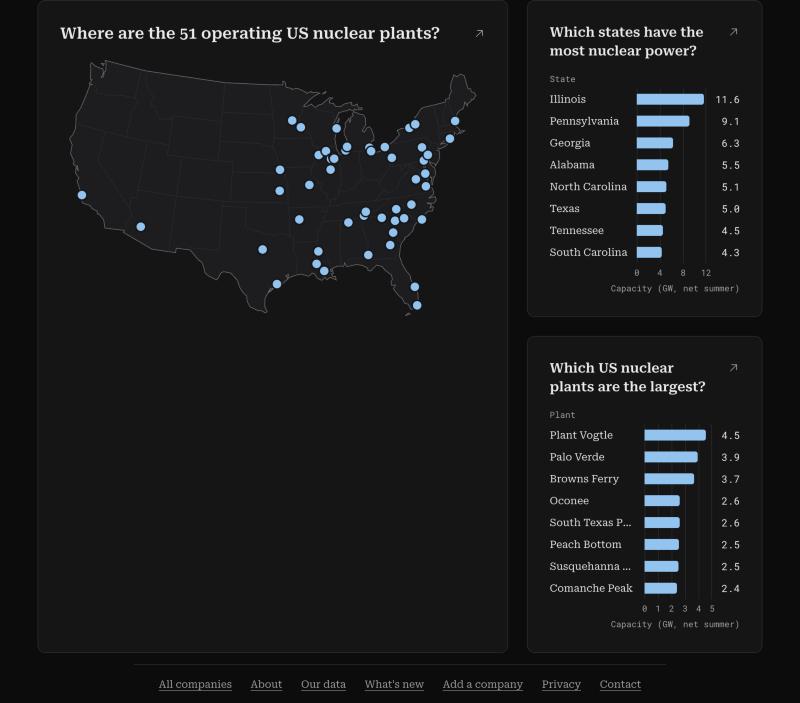 Where are the 51 operating US nuclear plants?
Which states have the
most nuclear power?
State
Illinois 11.6
Pennsylvania 9.1
Georgia 6.3
Alabama 5.5
North Carolina 5.1
Texas 5.0
Tennessee 4.5
South Carolina 4.3
0 4 8 12
Capacity (GW, net summer)
Which US nuclear
plants are the largest?
Plant
Plant Vogtle 4.5
Palo Verde 3.9
Browns Ferry 3.7
Oconee 2.6
South Texas P... 2.6
Peach Bottom 2.5
Susquehanna ... 2.5
Comanche Peak 2.4
0 1 2 3 4 5
Capacity (GW, net summer)
All companies About Our data What's new Add a company Privacy Contact